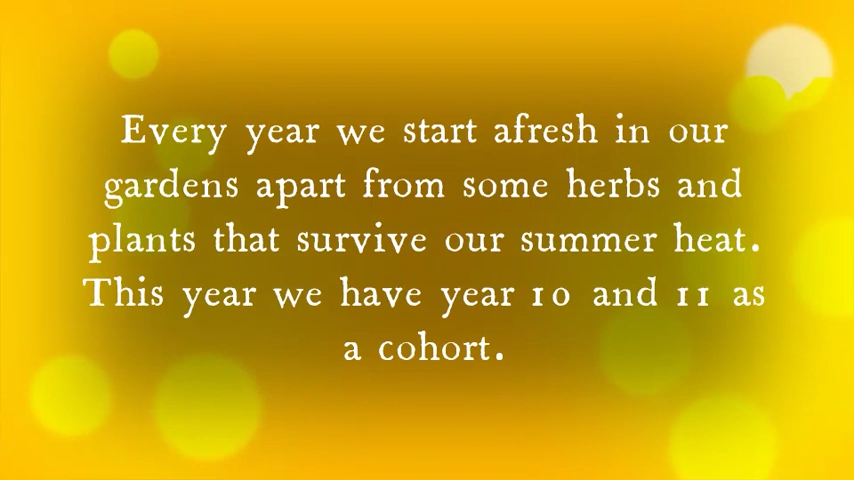 Every year we start afresh in our
gardens apart from some herbs and
plants that survive our summer heat.
This year we have year 10 and 11 as
a cohort.